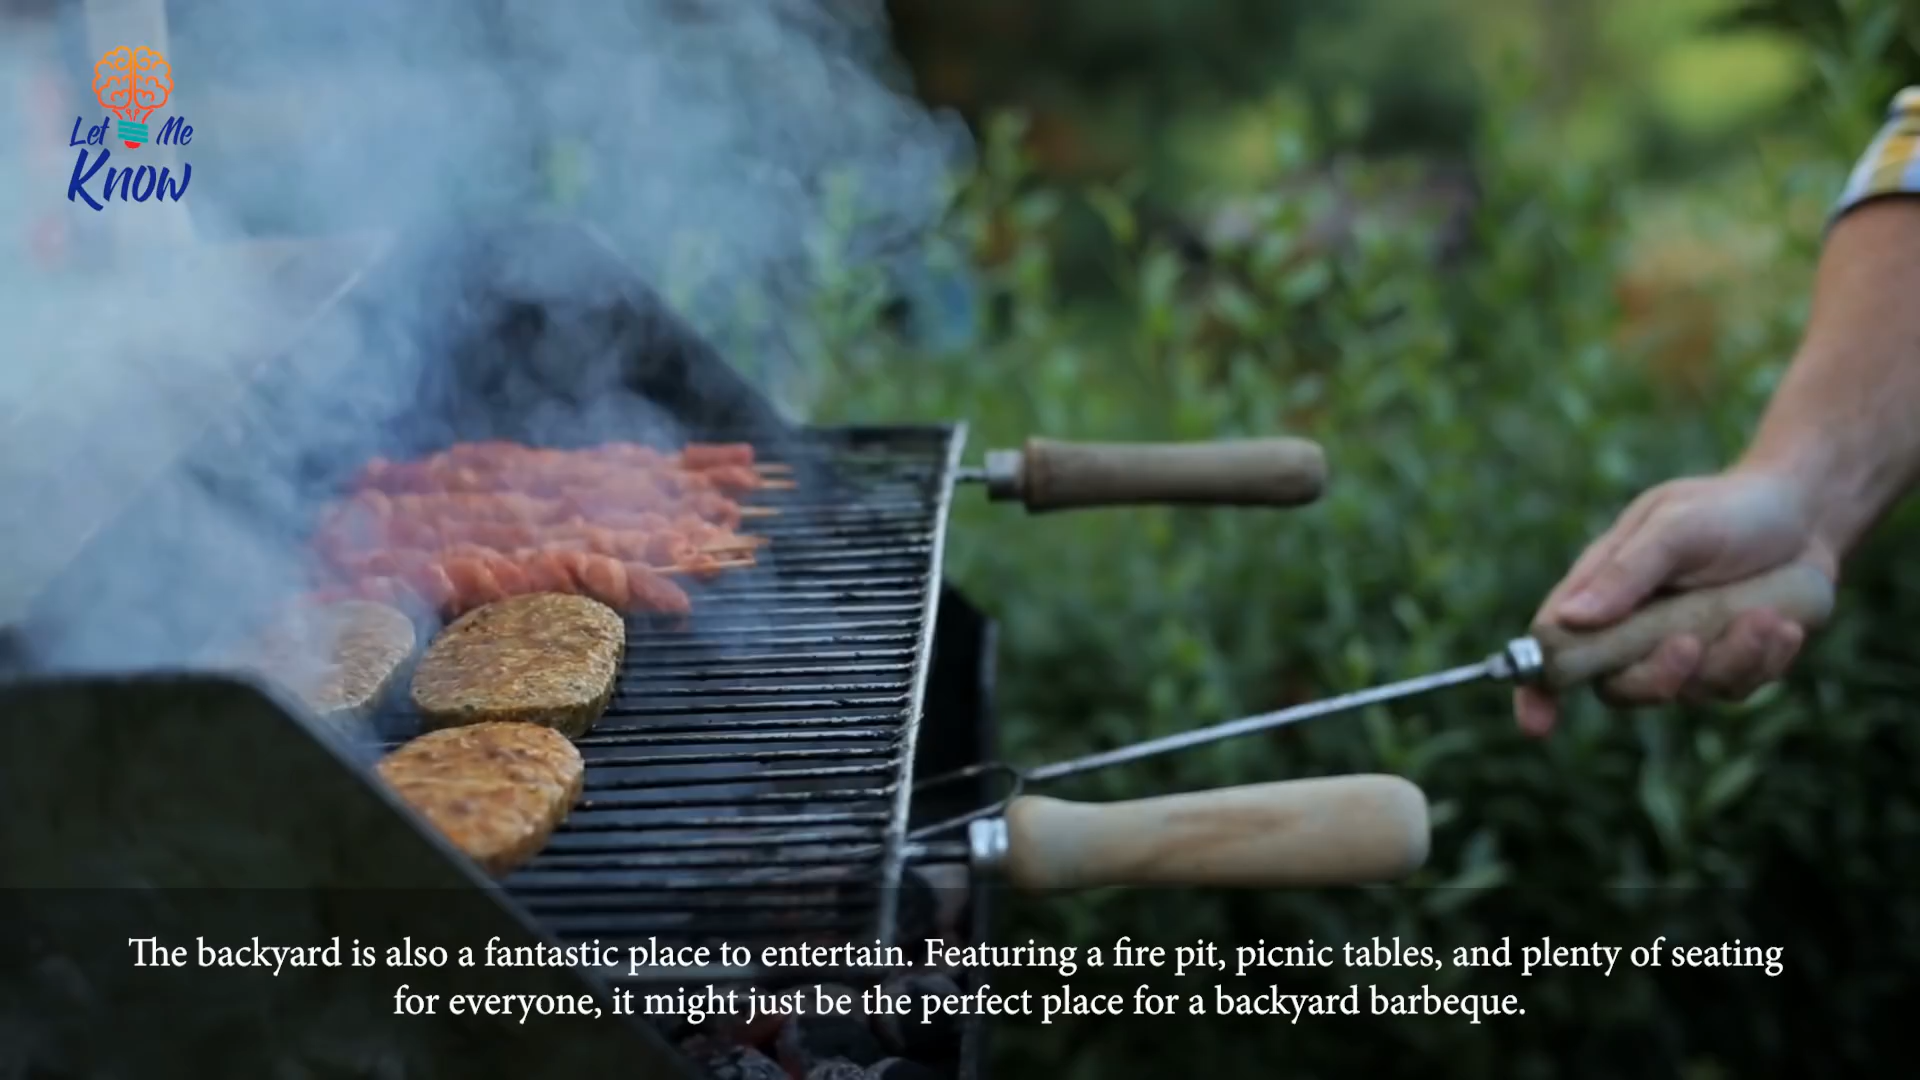 Let Me
Know
The backyard is also a fantastic place to entertain. Featuring a fire pit, picnic tables, and plenty of seating
for everyone, it might just be the perfect place for a backyard barbeque.